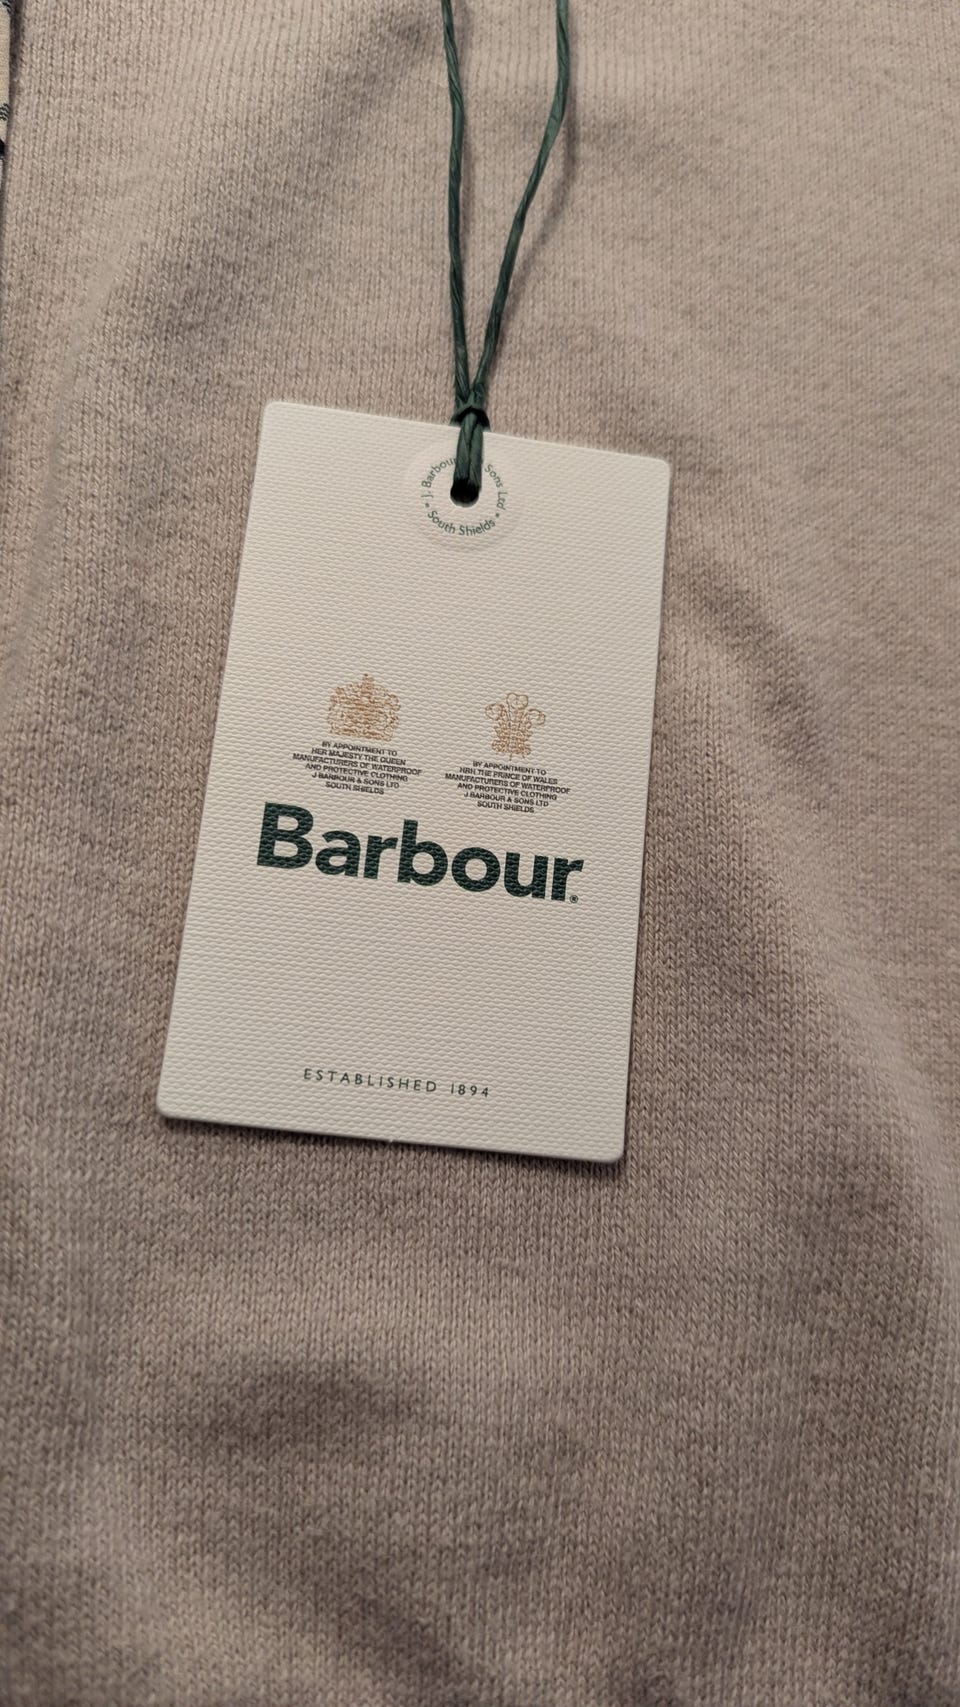 J. Barbour Sons Ltd
South Shields
BY APPOINTMENT TO
HER MAJESTY THE QUEEN
MANUFACTURERS OF WATERPROOF
AND PROTECTIVE CLOTHING
J BARBOUR & SONS LTD
SOUTH SHIELDS
BY APPOINTMENT TO
HRH THE PRINCE OF WALES
MANUFACTURERS OF WATERPROOF
AND PROTECTIVE CLOTHING
J BARBOUR & SONS LTD
SOUTH SHIELDS
Barbour®
ESTABLISHED 1894